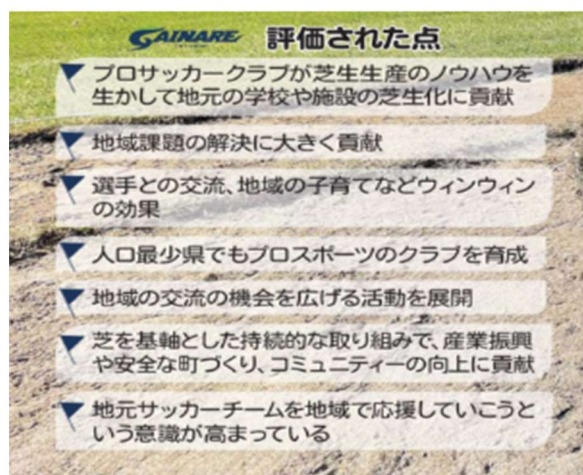 GAINARE 評価された点
プロサッカークラブが芝生生産のノウハウを
生かして地元の学校や施設の芝生化に貢献
地域課題の解決に大きく貢献
選手との交流、地域の子育てなどウィンウィン
の効果
人口最少県でもプロスポーツのクラブを育成
地域の交流の機会を広げる活動を展開
芝を基軸とした持続的な取り組みで、産業振興
や安全な町づくり、コミュニティーの向上に貢献
地元サッカーチームを地域で応援していこうと
いう意識が高まっている